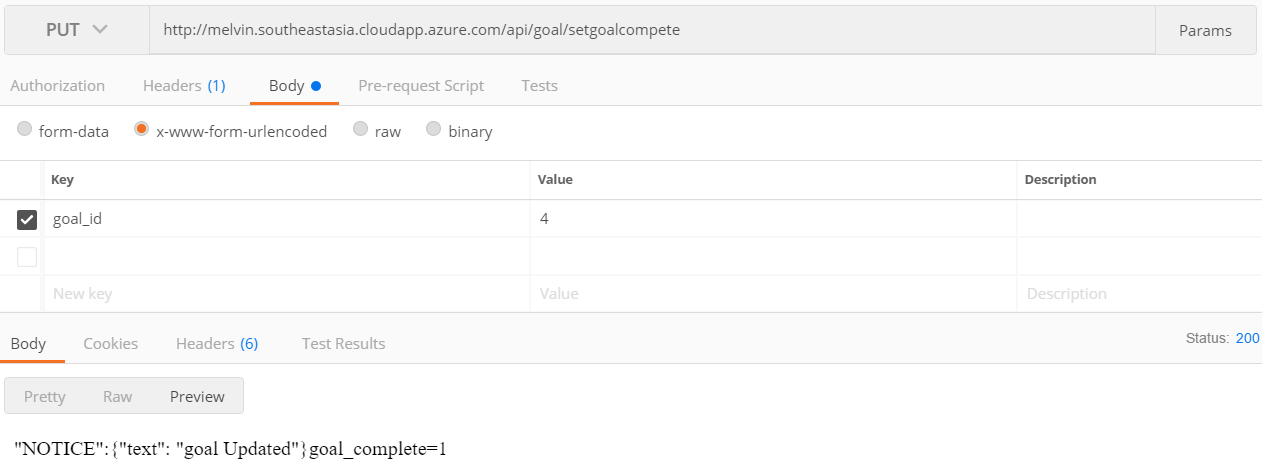 PUT http://melvin.southeastasia.cloudapp.azure.com/api/goal/setgoalcompete Params
Authorization Headers (1) Body Pre-request Script Tests
form-data x-www-form-urlencoded raw binary
Key Value Description
goal_id 4
New key Value Description
Body Cookies Headers (6) Test Results Status: 200
Pretty Raw Preview
"NOTICE":{"text": "goal Updated"}goal_complete=1